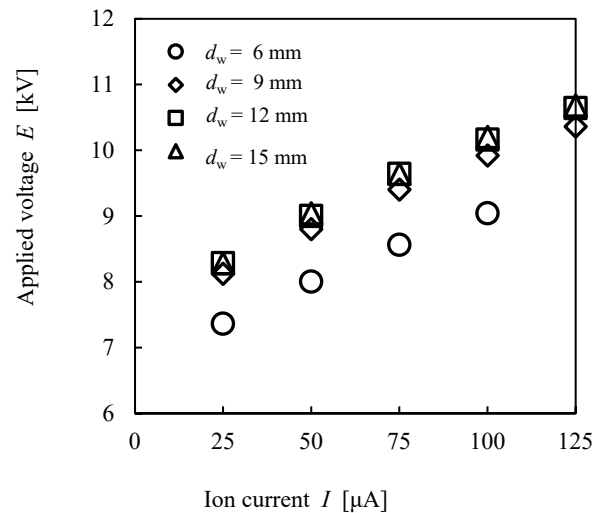 Applied voltage E [kV]
12
11
10
9
8
7
6
d_w = 6 mm
d_w = 9 mm
d_w = 12 mm
d_w = 15 mm
0 25 50 75 100 125
Ion current I [μA]